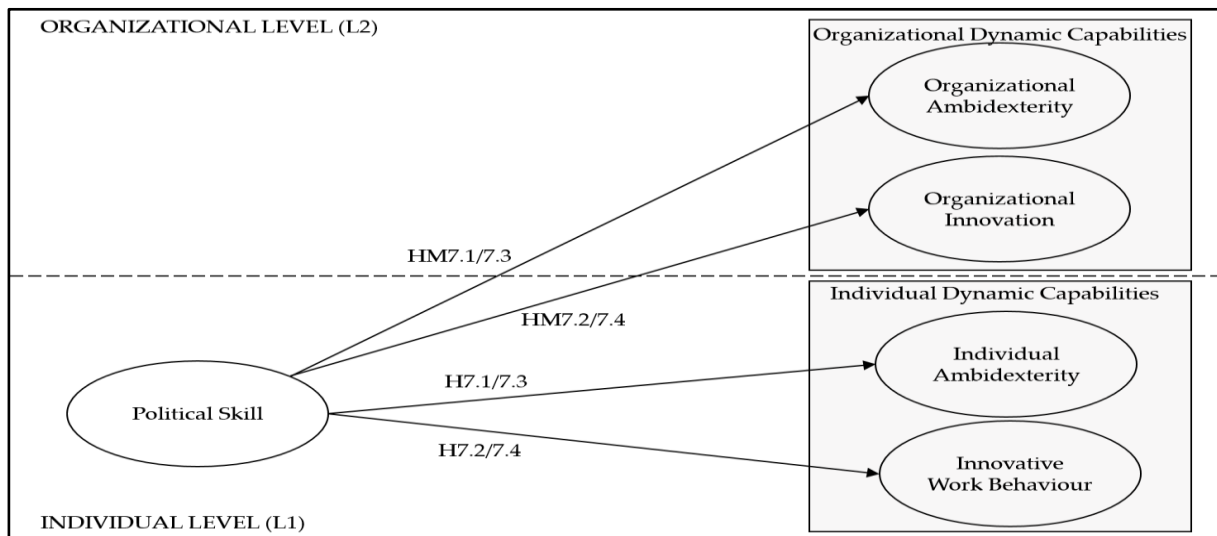 ORGANIZATIONAL LEVEL (L2)
Organizational Dynamic Capabilities
Organizational
Ambidexterity
Organizational
Innovation
HM7.1/7.3
HM7.2/7.4
Individual Dynamic Capabilities
Individual
Ambidexterity
H7.1/7.3
Political Skill
H7.2/7.4
Innovative
Work Behaviour
INDIVIDUAL LEVEL (L1)